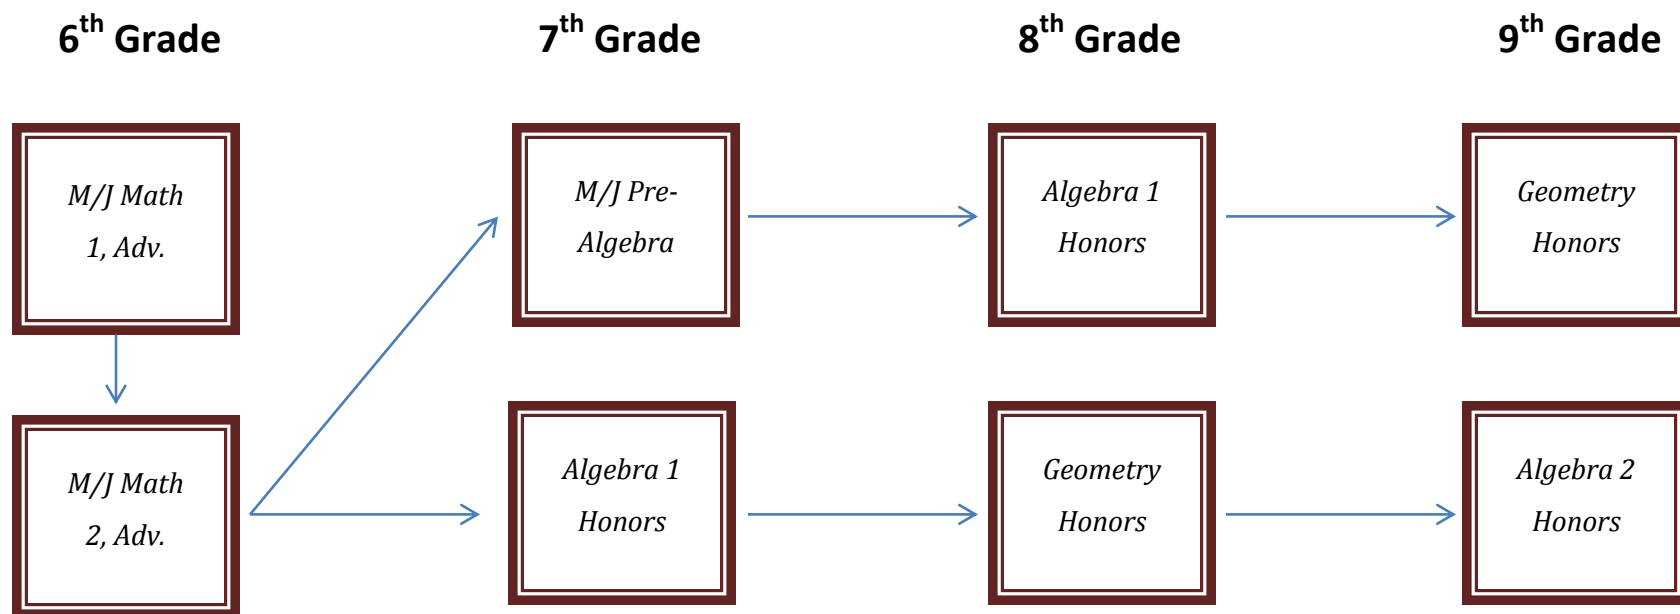 6th Grade
7th Grade
8th Grade
9th Grade
M/J Math
1, Adv.
M/J Pre-
Algebra
Algebra 1
Honors
Geometry
Honors
M/J Math
2, Adv.
Algebra 1
Honors
Geometry
Honors
Algebra 2
Honors